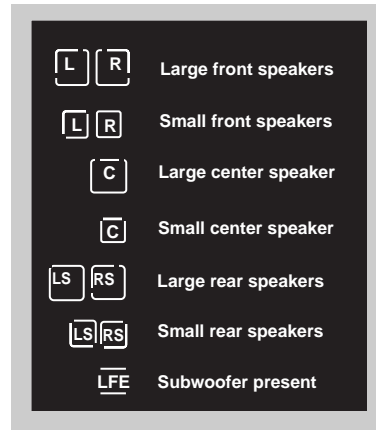 L R Large front speakers
L R Small front speakers
C Large center speaker
C Small center speaker
LS RS Large rear speakers
LS RS Small rear speakers
LFE Subwoofer present